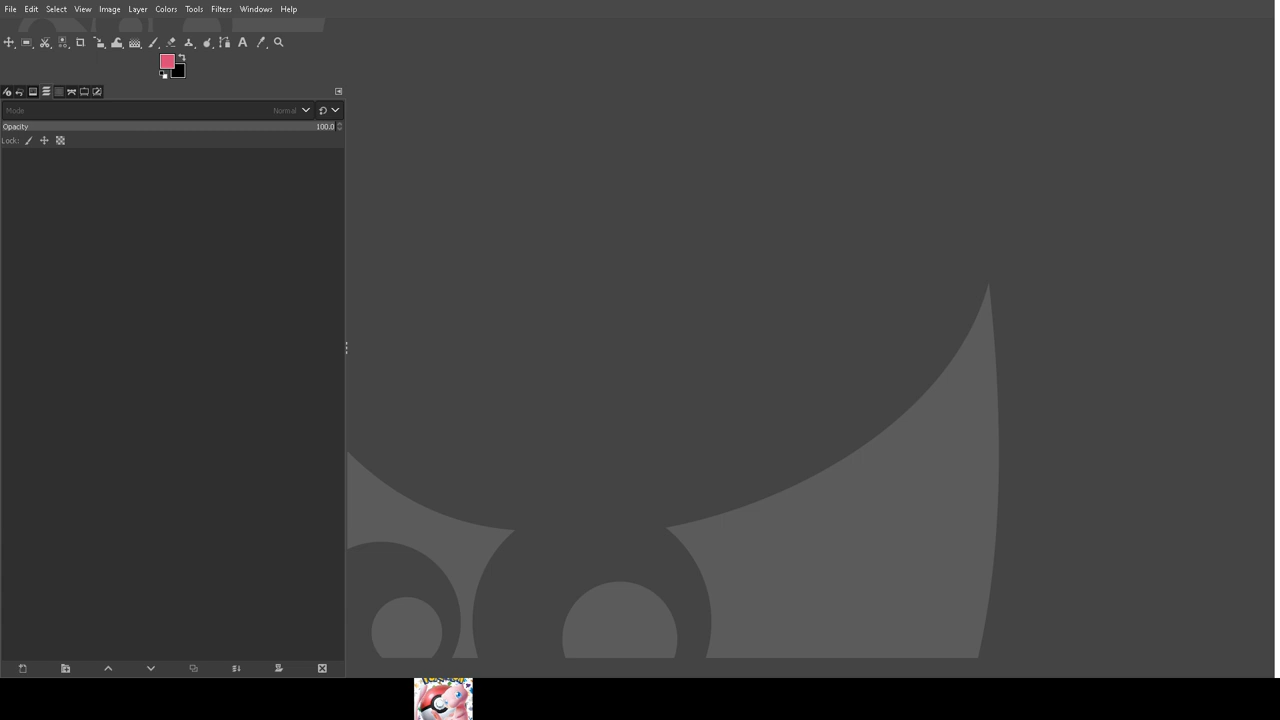 File Edit Select View Image Layer Colors Tools Filters Windows Help
Mode Normal
Opacity 100.0
Lock: